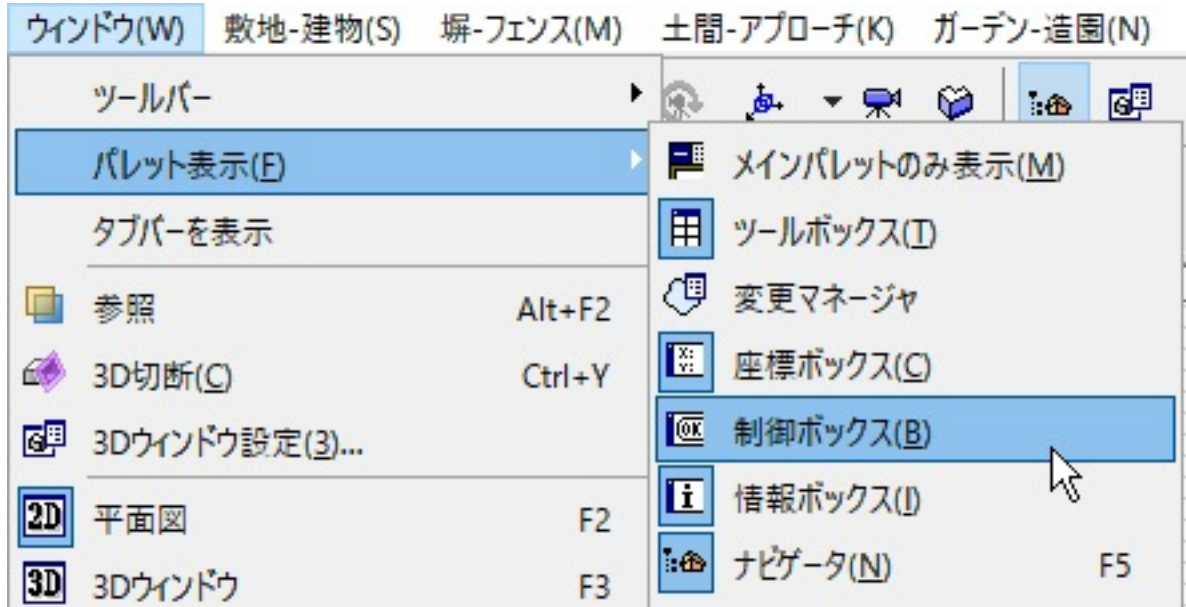 ウィンドウ(W) 敷地-建物(S) 塀-フェンス(M) 土間-アプローチ(K) ガーデン-造園(N)
ツールバー
パレット表示(F)
タブバーを表示
参照 Alt+F2
3D切断(C) Ctrl+Y
3Dウィンドウ設定(3)...
2D 平面図 F2
3D 3Dウィンドウ F3
メインパレットのみ表示(M)
ツールボックス(T)
変更マネージャ
X: Y: 座標ボックス(C)
OK 制御ボックス(B)
i 情報ボックス(I)
ナビゲータ(N) F5